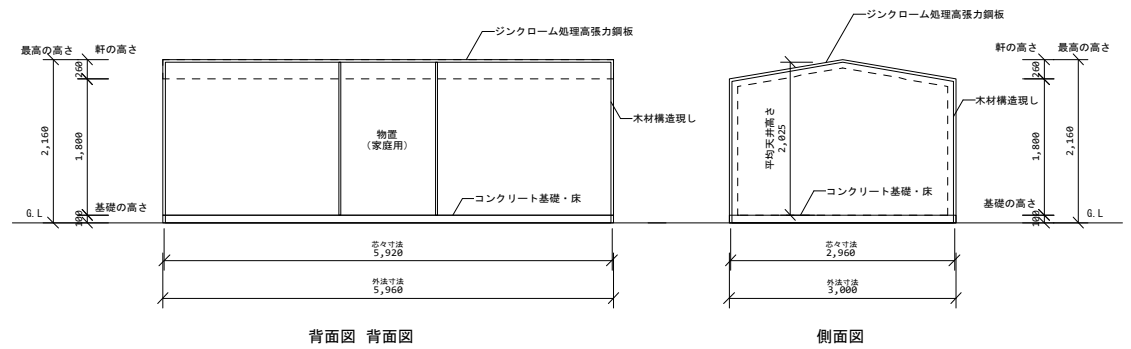 ジンクローム処理高張力鋼板
最高の高さ
軒の高さ
260
木材構造現し
2,160
1,800
物置
(家庭用)
基礎の高さ
コンクリート基礎・床
G.L
100
芯々寸法
5,920
外法寸法
5,960
背面図 背面図
ジンクローム処理高張力鋼板
軒の高さ
最高の高さ
260
木材構造現し
平均天井高さ
2,025
1,800
2,160
コンクリート基礎・床
基礎の高さ
G.L
100
芯々寸法
2,960
外法寸法
3,000
側面図